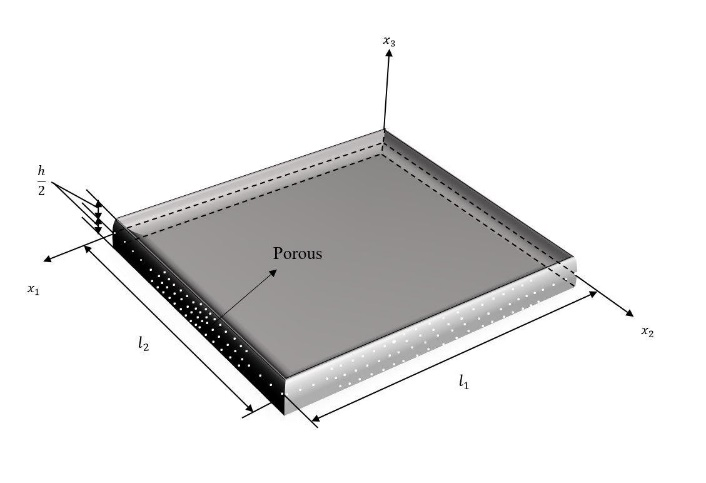 x₃
h
2
Porous
x₁
l₂
x₂
l₁